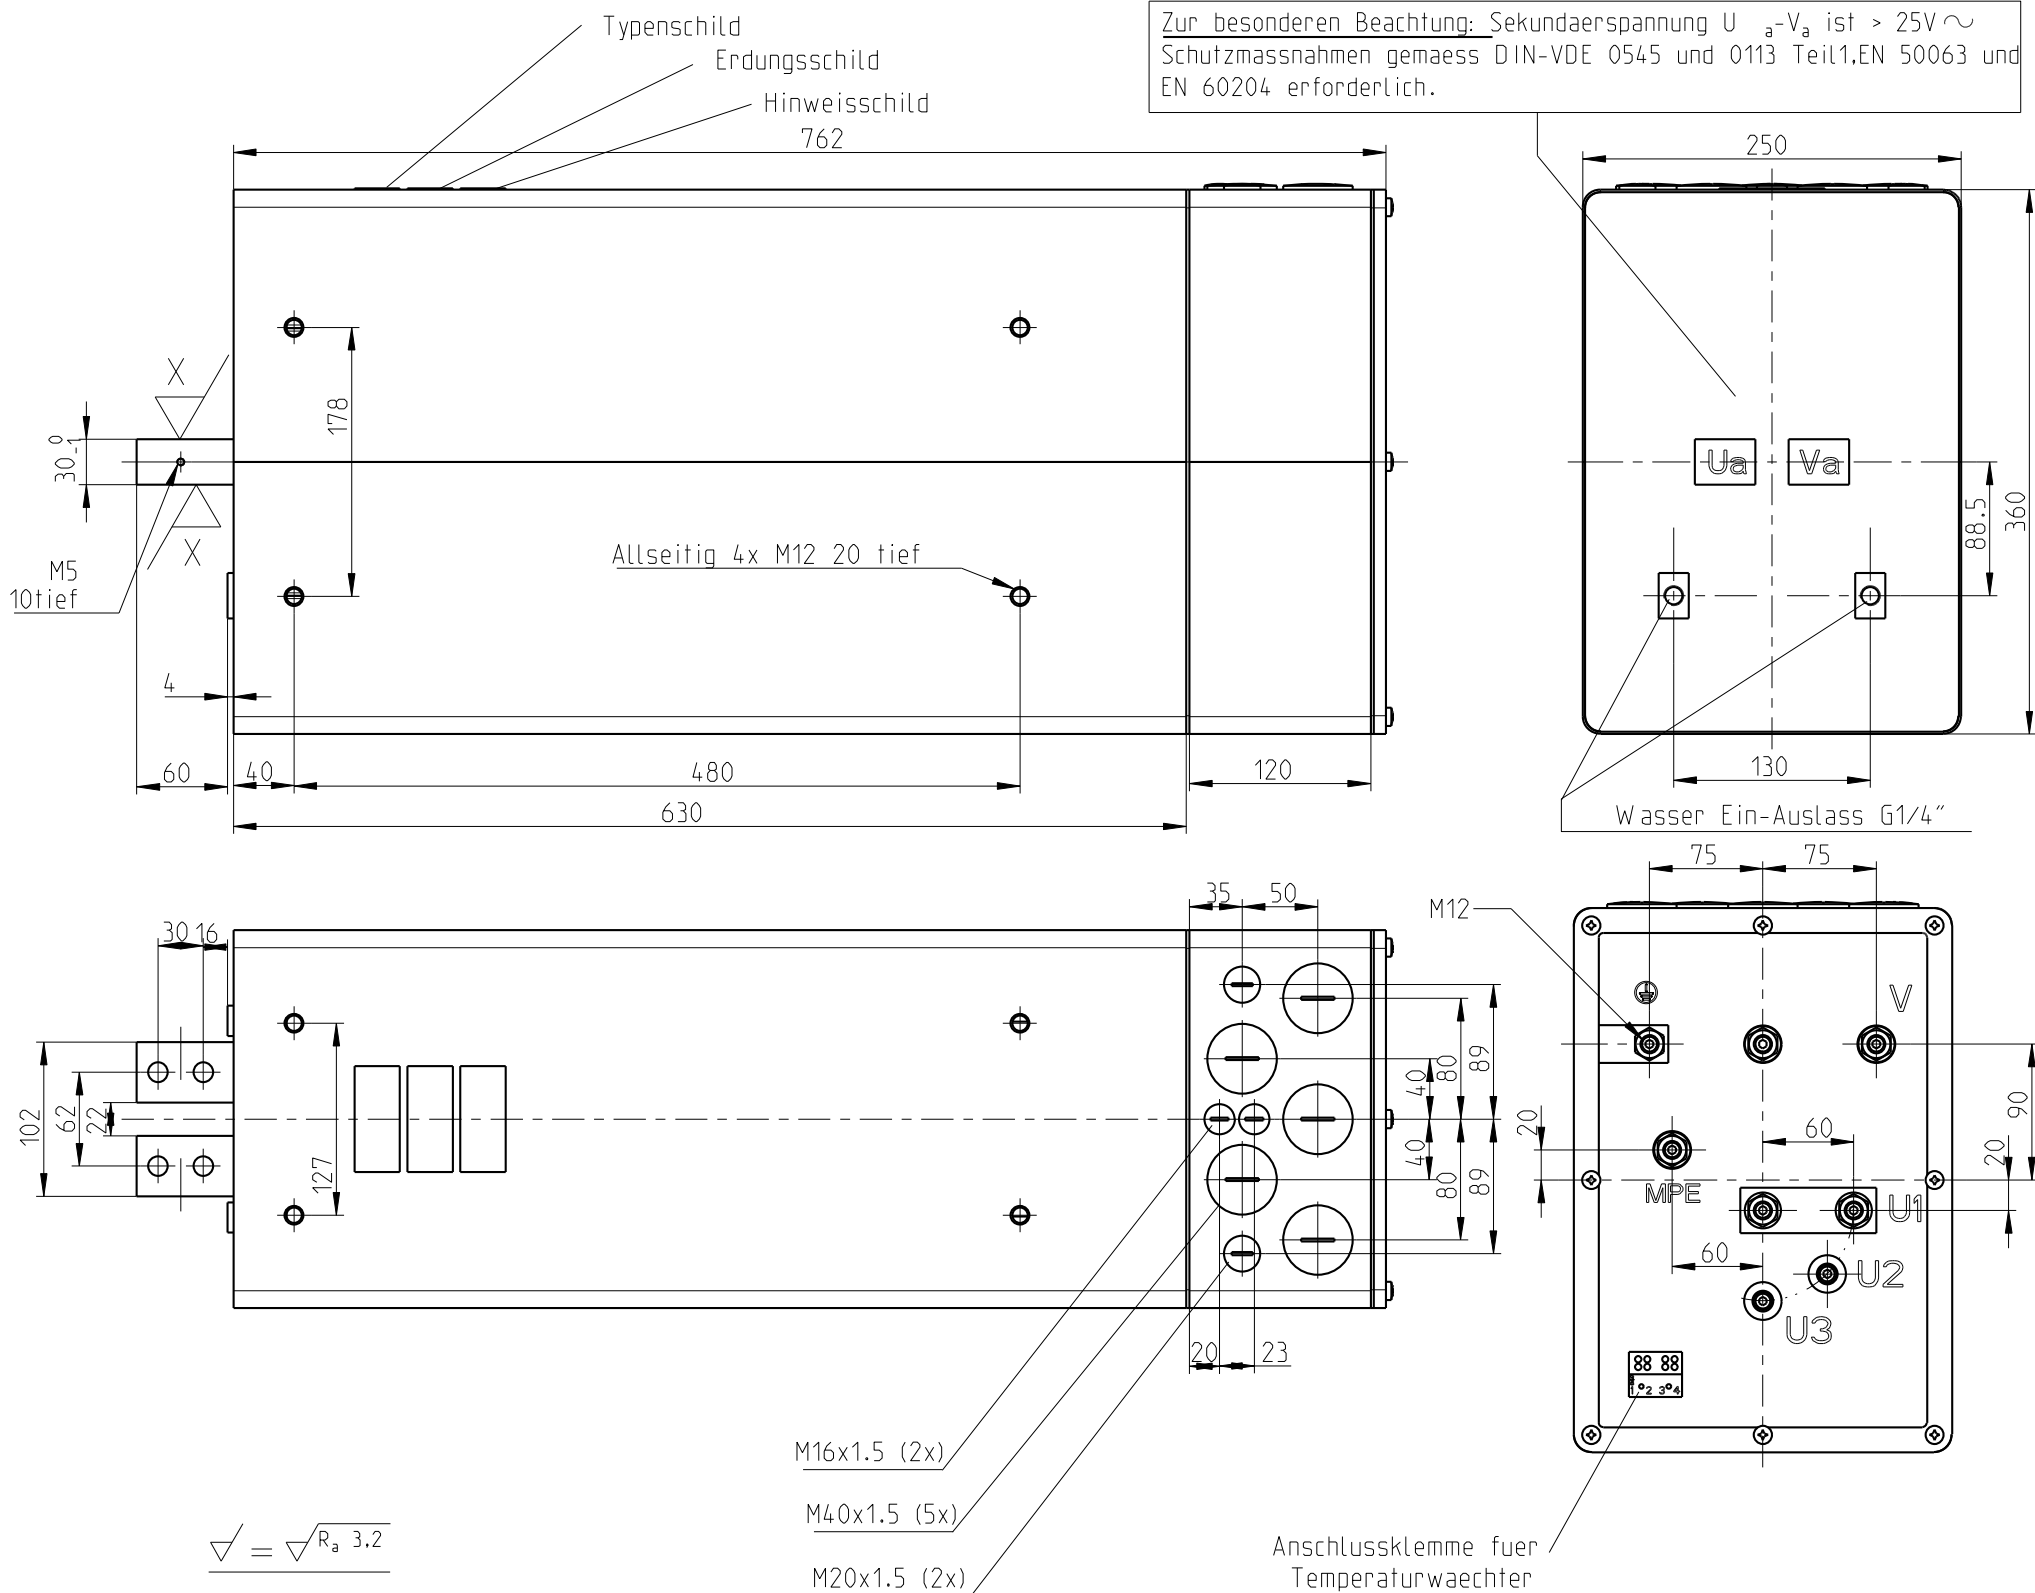 Typenschild
Erdungsschild
Hinweisschild
762
Zur besonderen Beachtung: Sekundaerspannung U a-Va ist > 25V ~
Schutzmassnahmen gemaess DIN-VDE 0545 und 0113 Teil1,EN 50063 und
EN 60204 erforderlich.
250
X
178
30 0 -1
X
M5
10tief
Allseitig 4x M12 20 tief
4
60
40
480
120
630
Ua
Va
88.5
360
130
Wasser Ein-Auslass G1/4"
30
16
102
62
22
127
35
50
40
80
89
40
80
89
20
23
M16x1.5 (2x)
M40x1.5 (5x)
M20x1.5 (2x)
75
75
M12
V
20
60
90
20
MPE
U1
60
U2
U3
1 2 3 4
Anschlussklemme fuer
Temperaturwaechter
= Ra 3,2